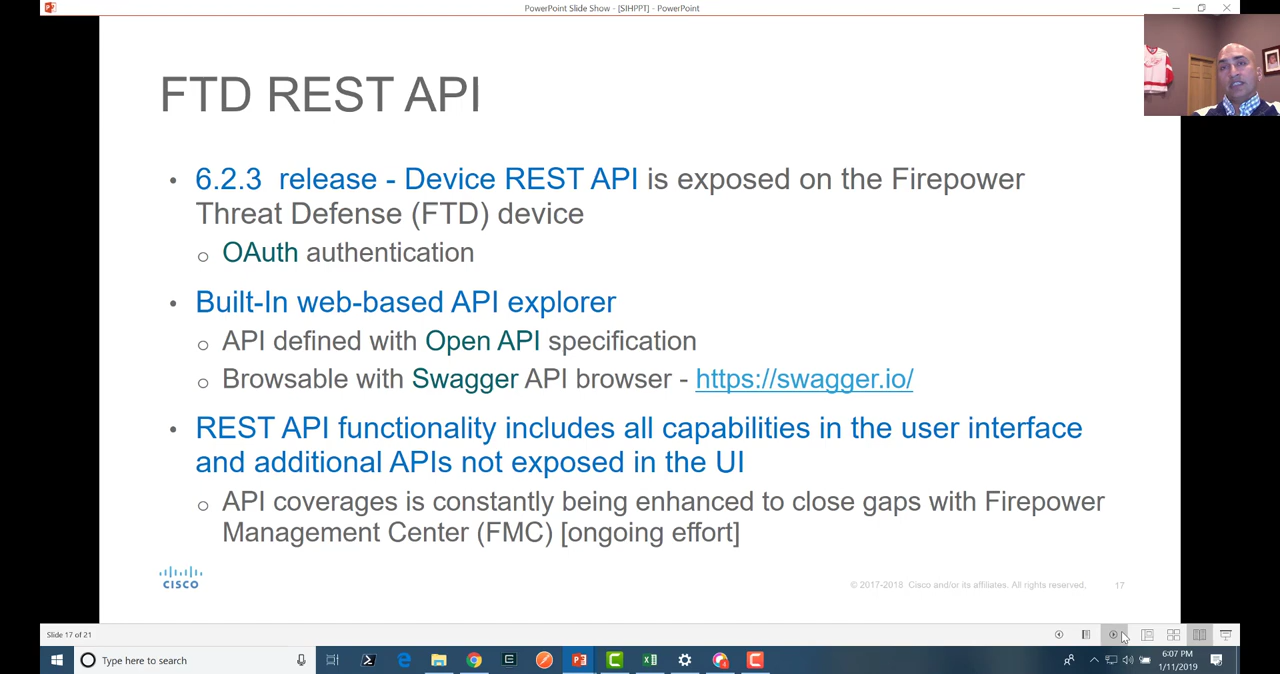 PowerPoint Slide Show - [SIHPPT] - PowerPoint
FTD REST API
• 6.2.3 release - Device REST API is exposed on the Firepower
Threat Defense (FTD) device
o OAuth authentication
• Built-In web-based API explorer
o API defined with Open API specification
o Browsable with Swagger API browser - https://swagger.io/
• REST API functionality includes all capabilities in the user interface
and additional APIs not exposed in the UI
o API coverages is constantly being enhanced to close gaps with Firepower
Management Center (FMC) [ongoing effort]
CISCO
© 2017-2018 Cisco and/or its affiliates. All rights reserved. 17
Slide 17 of 21
Type here to search
6:07 PM
1/11/2019